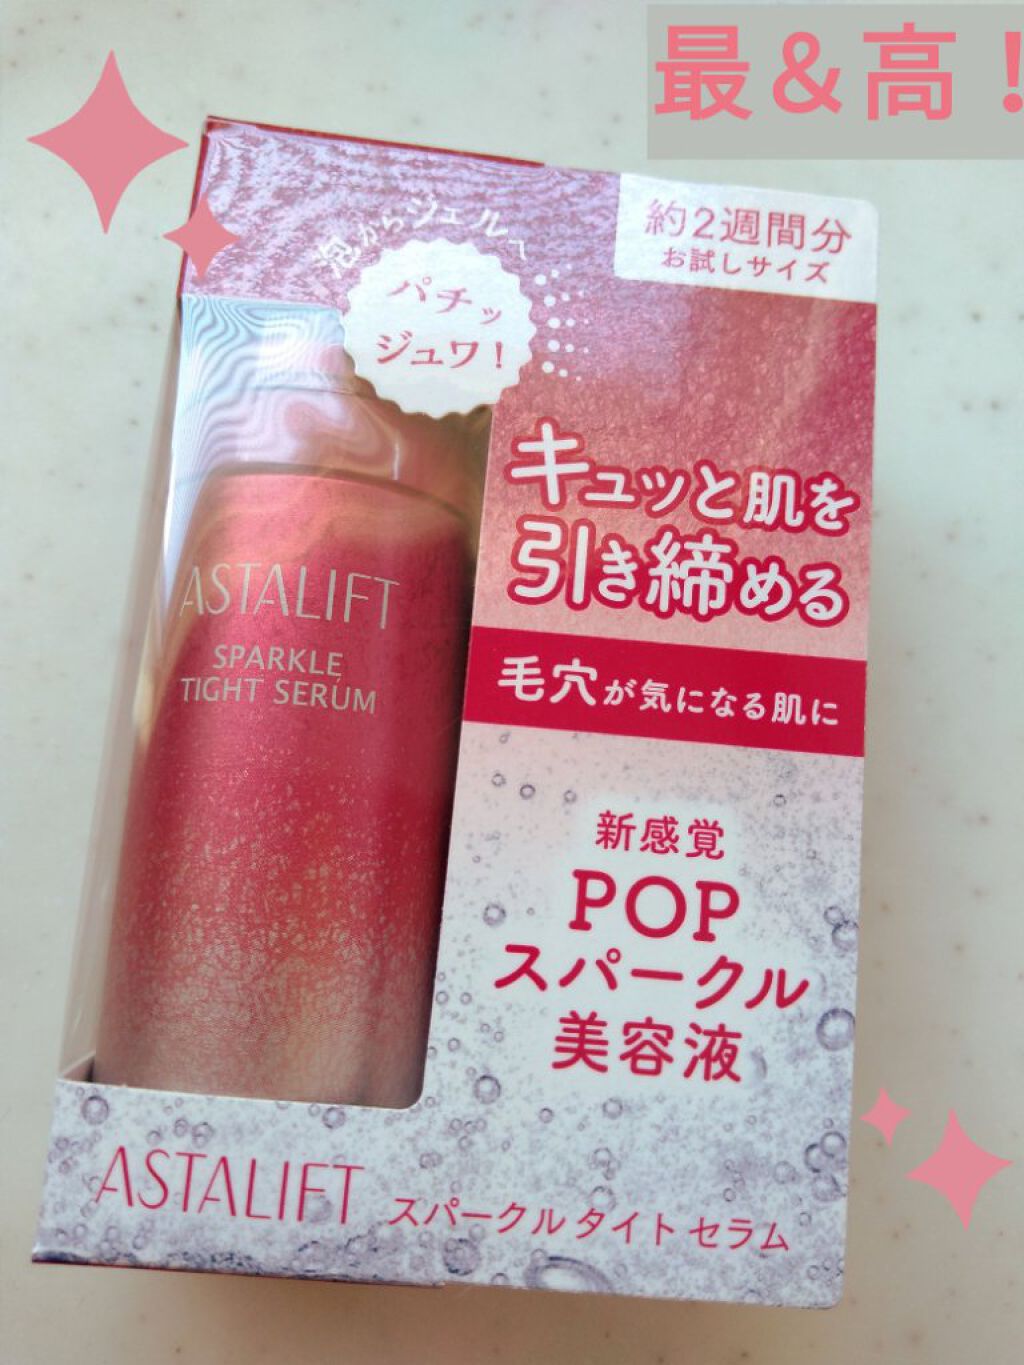 最&高!
約2週間分
お試しサイズ
泡からジェルへ
パチッ
ジュワ!
キュッと肌を
引き締める
毛穴が気になる肌に
新感覚
POP
スパークル
美容液
ASTALIFT
SPARKLE
TIGHT SERUM
ASTALIFT スパークル タイト セラム